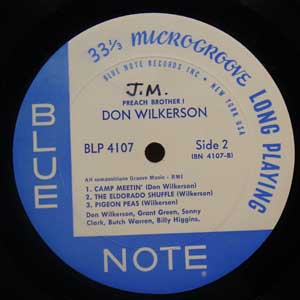 33 1/3 MICROGROOVE LONG PLAYING
BLUE NOTE RECORDS INC • NEW YORK USA
J.M.
PREACH BROTHER !
DON WILKERSON
BLP 4107
Side 2
(BN 4107-B)
All compositions Groove Music - BMI
1. CAMP MEETIN' (Don Wilkerson)
2. THE ELDORADO SHUFFLE (Wilkerson)
3. PIGEON PEAS (Wilkerson)
Don Wilkerson, Grant Green, Sonny
Clark, Butch Warren, Billy Higgins.
BLUE
NOTE